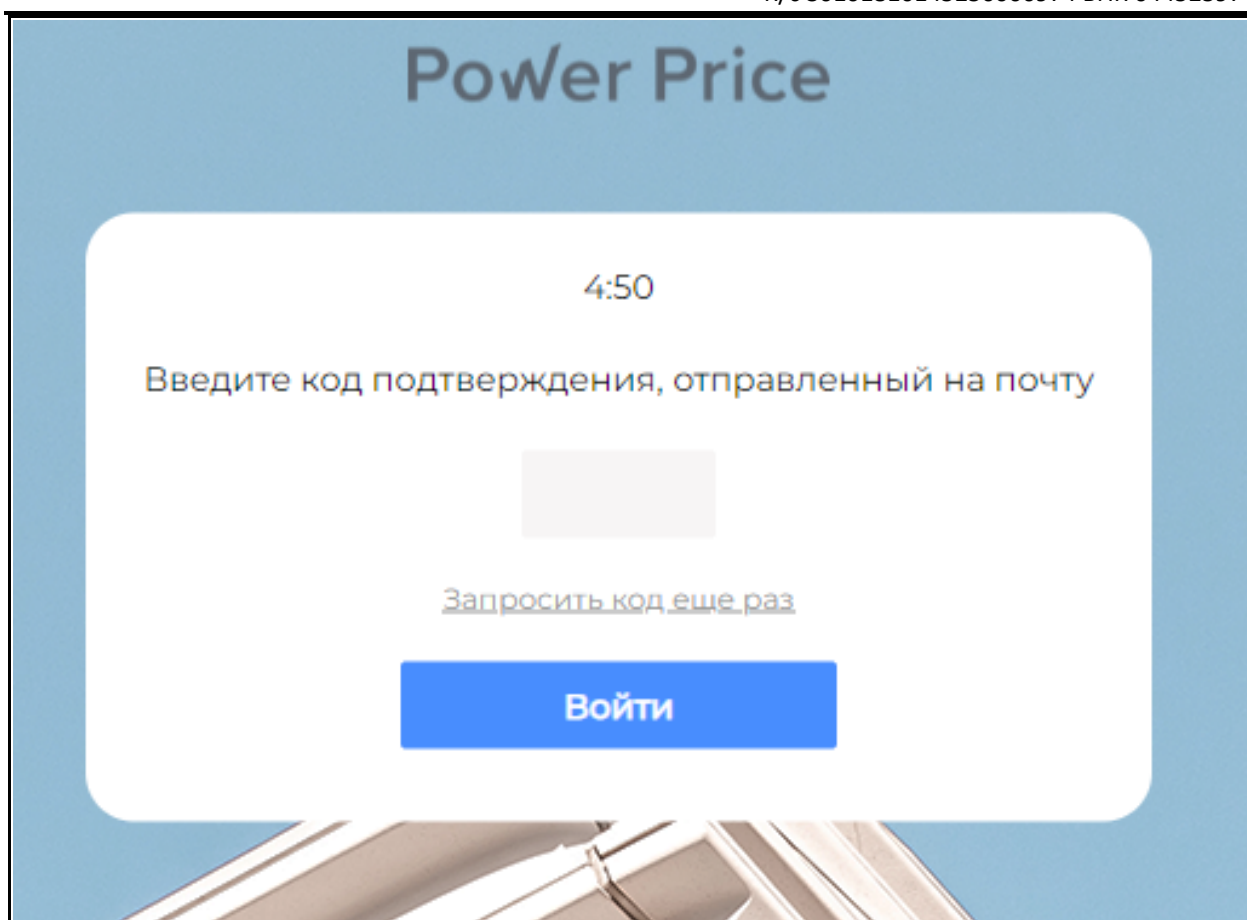 Power Price
4:50
Введите код подтверждения, отправленный на почту
Запросить код еще раз
Войти